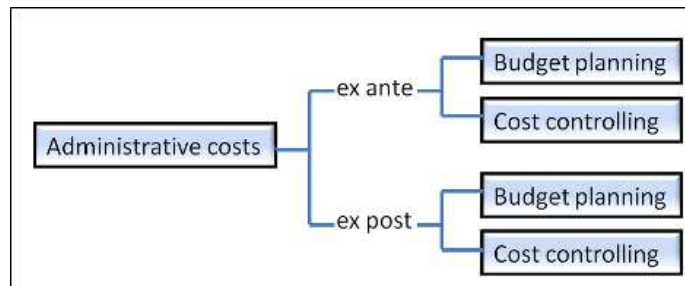 Budget planning
ex ante
Cost controlling
Administrative costs
Budget planning
ex post
Cost controlling